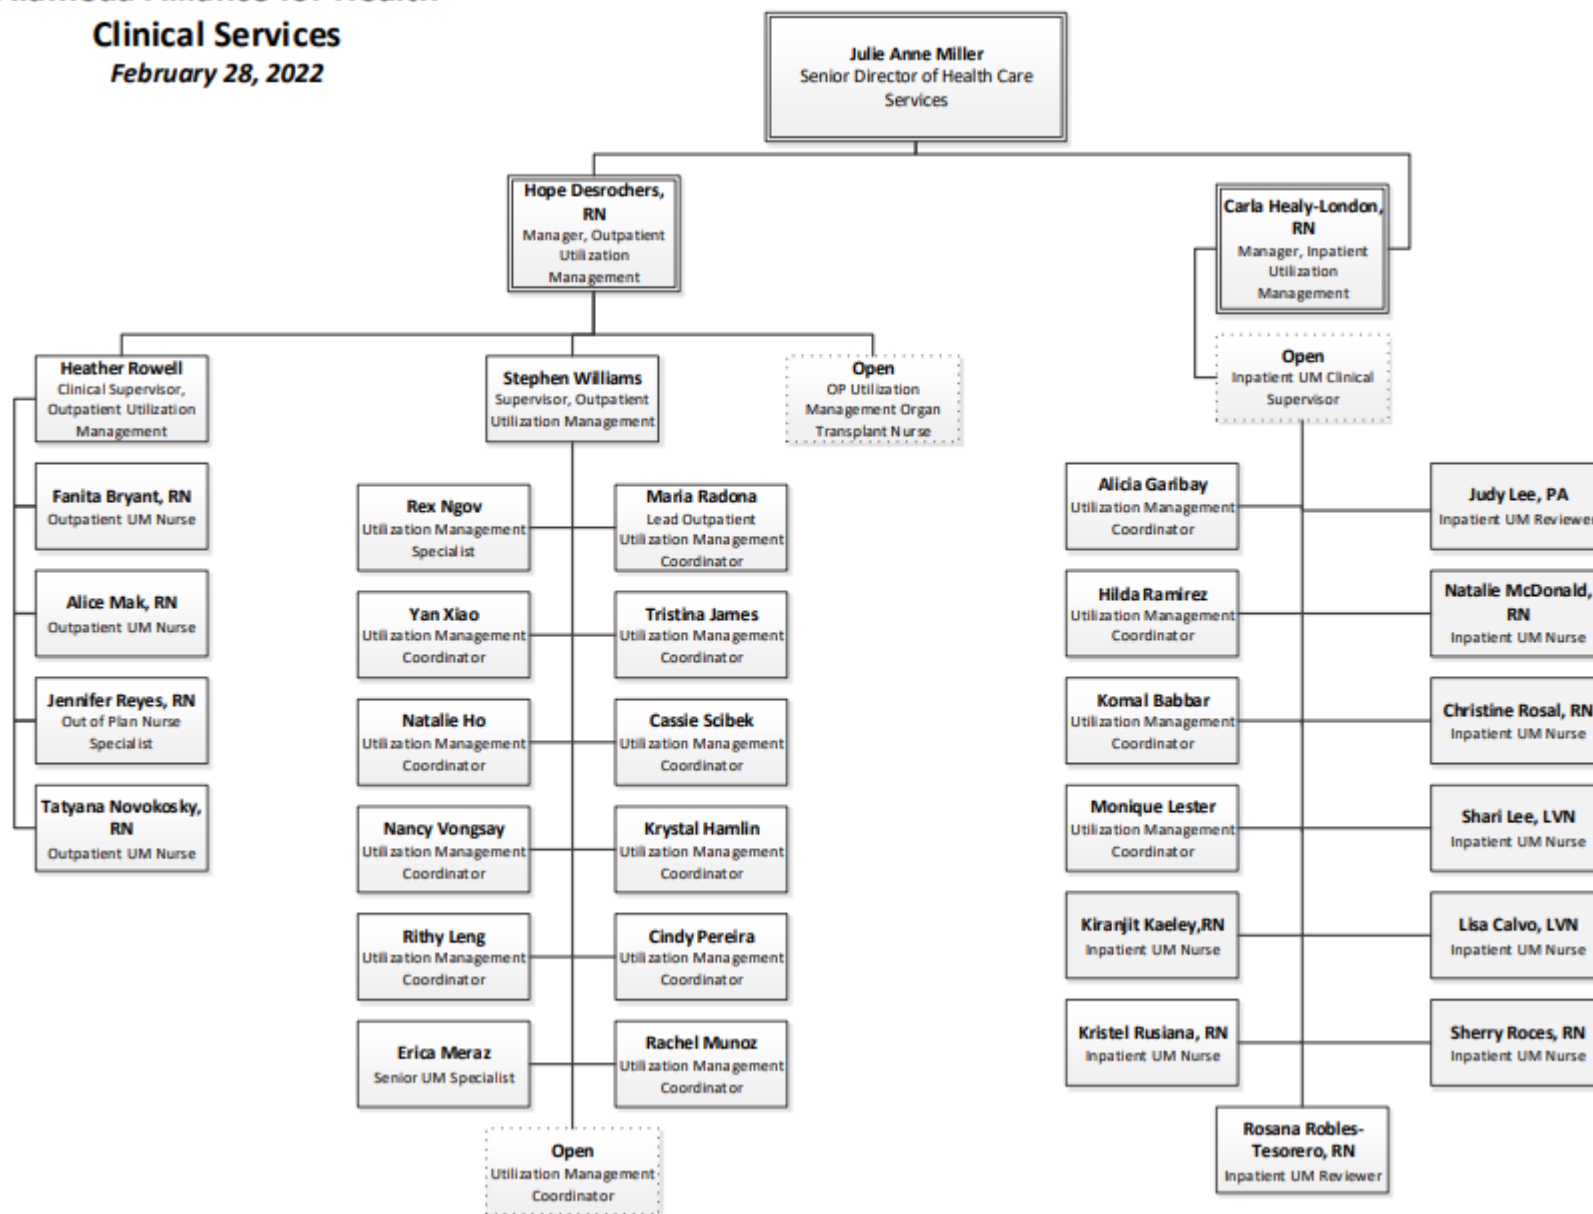 Clinical Services
February 28, 2022
Julie Anne Miller
Senior Director of Health Care
Services
Hope Desrochers,
RN
Manager, Outpatient
Utilization
Management
Carla Healy-London,
RN
Manager, Inpatient
Utilization
Management
Heather Rowell
Clinical Supervisor,
Outpatient Utilization
Management
Stephen Williams
Supervisor, Outpatient
Utilization Management
Open
OP Utilization
Management Organ
Transplant Nurse
Open
Inpatient UM Clinical
Supervisor
Fanita Bryant, RN
Outpatient UM Nurse
Alice Mak, RN
Outpatient UM Nurse
Jennifer Reyes, RN
Out of Plan Nurse
Specialist
Tatyana Novokosky,
RN
Outpatient UM Nurse
Rex Ngov
Utilization Management
Specialist
Maria Radona
Lead Outpatient
Utilization Management
Coordinator
Yan Xiao
Utilization Management
Coordinator
Tristina James
Utilization Management
Coordinator
Natalie Ho
Utilization Management
Coordinator
Cassie Scibek
Utilization Management
Coordinator
Nancy Vongsay
Utilization Management
Coordinator
Krystal Hamlin
Utilization Management
Coordinator
Rithy Leng
Utilization Management
Coordinator
Cindy Pereira
Utilization Management
Coordinator
Erica Meraz
Senior UM Specialist
Rachel Munoz
Utilization Management
Coordinator
Open
Utilization Management
Coordinator
Alicia Garibay
Utilization Management
Coordinator
Judy Lee, PA
Inpatient UM Reviewer
Hilda Ramirez
Utilization Management
Coordinator
Natalie McDonald,
RN
Inpatient UM Nurse
Komal Babbar
Utilization Management
Coordinator
Christine Rosal, RN
Inpatient UM Nurse
Monique Lester
Utilization Management
Coordinator
Shari Lee, LVN
Inpatient UM Nurse
Kiranjit Kaeley,RN
Inpatient UM Nurse
Lisa Calvo, LVN
Inpatient UM Nurse
Kristel Rusiana, RN
Inpatient UM Nurse
Sherry Roces, RN
Inpatient UM Nurse
Rosana Robles-
Tesorero, RN
Inpatient UM Reviewer